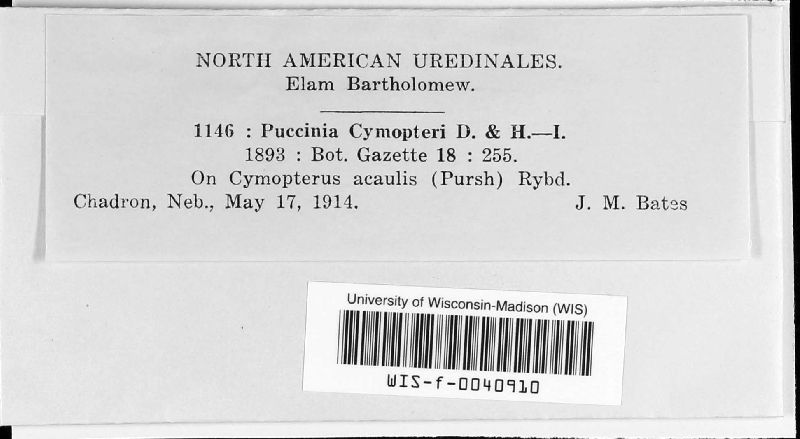 NORTH AMERICAN UREDINALES.
Elam Bartholomew.
1146 : Puccinia Cymopteri D. & H.—I.
1893 : Bot. Gazette 18 : 255.
On Cymopterus acaulis (Pursh) Rybd.
Chadron, Neb., May 17, 1914. J. M. Bates
University of Wisconsin-Madison (WIS)
WIS-f-0040910